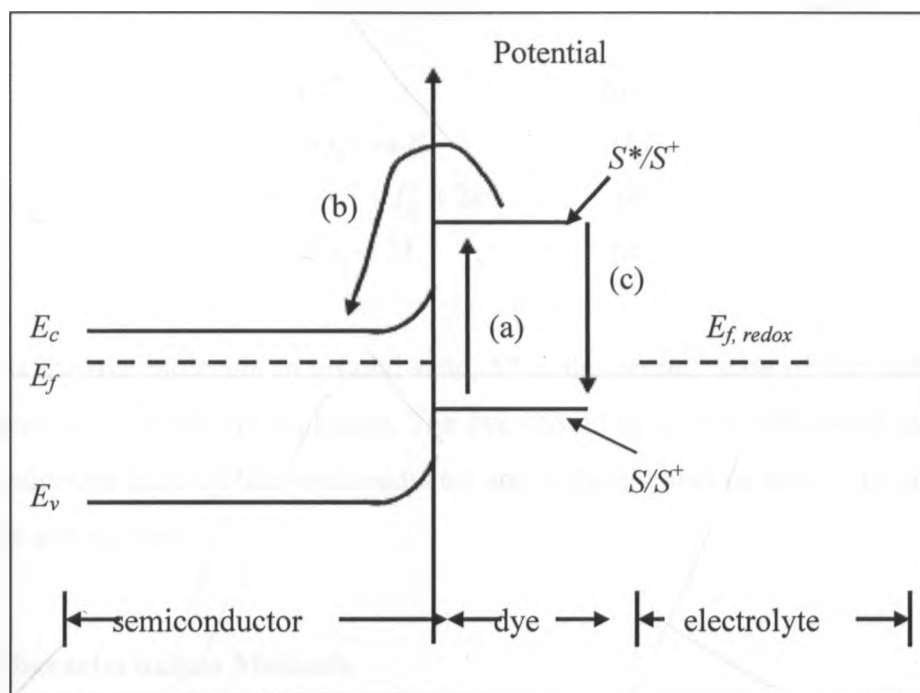 Potential
S*/S⁺
(b)
(c)
E_c
(a)
E_f, redox
E_f
S/S⁺
E_v
semiconductor
dye
electrolyte